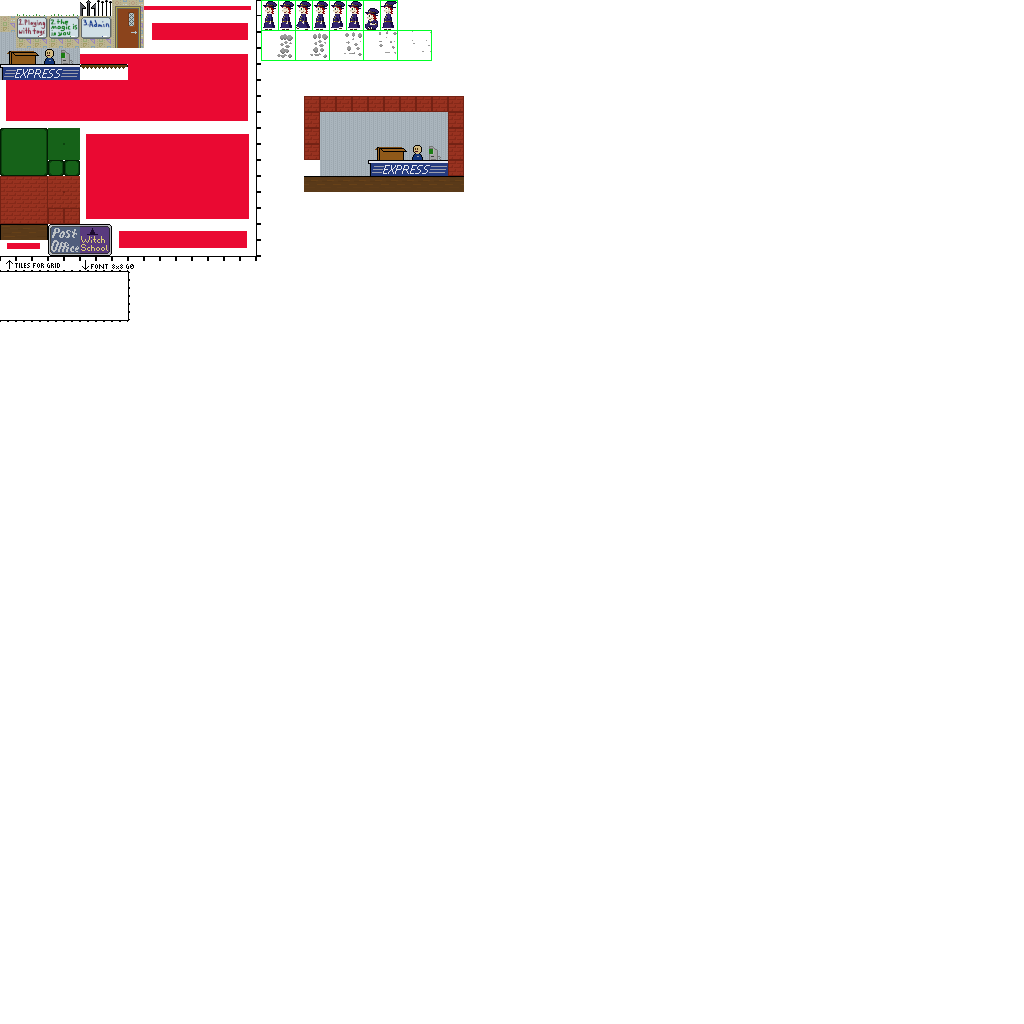 1.Playing
with togs
2.the
magic is
in you
3.Admin
EXPRESS
EXPRESS
Post
Office
Witch
School
TILES FOR GRID
FONT 8x8 GO